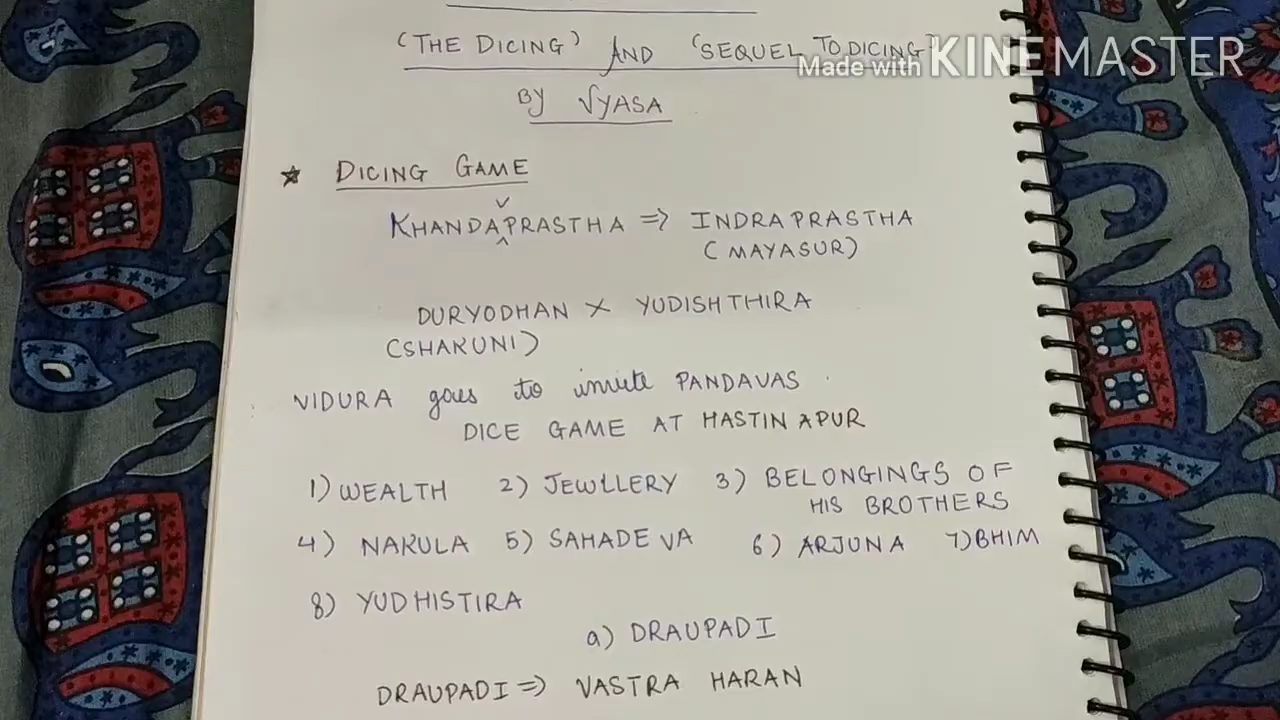 (THE DICING) AND (SEQUEL TO DICING)
Made with KINEMASTER
BY VYASA
★ DICING GAME
KHANDAVPRASTHA => INDRAPRASTHA
(MAYASUR)
DURYODHAN X YUDISHTHIRA
(SHAKUNI)
VIDURA goes to invite PANDAVAS
DICE GAME AT HASTINAPUR
1) WEALTH 2) JEWLLERY 3) BELONGINGS OF
HIS BROTHERS
4) NAKULA 5) SAHADEVA 6) ARJUNA 7) BHIM
8) YUDHISTIRA
a) DRAUPADI
DRAUPADI => VASTRA HARAN